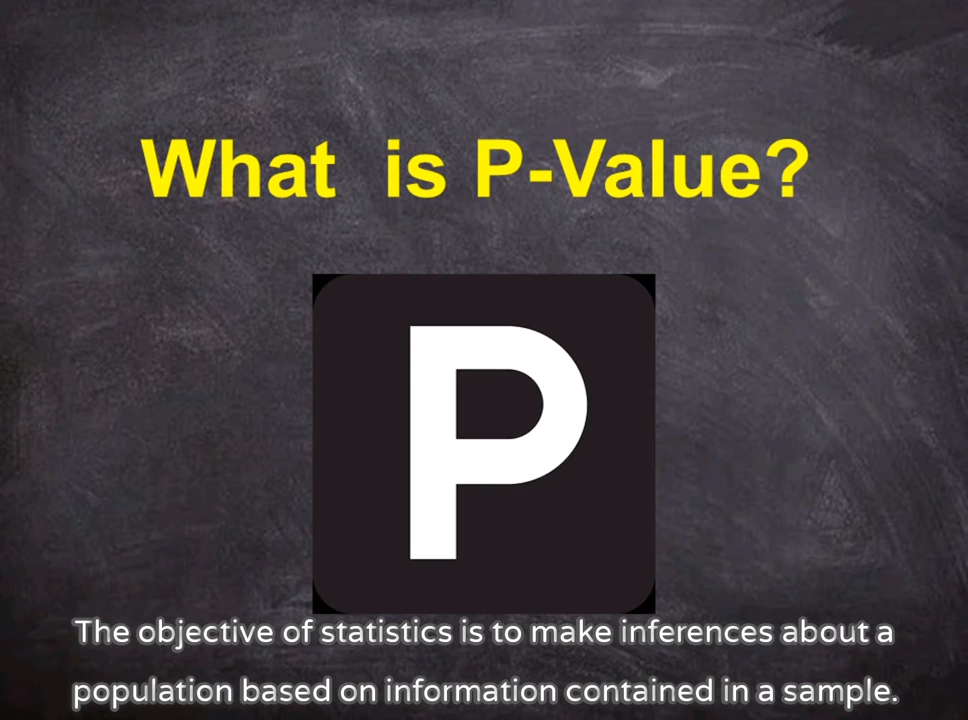 What is P-Value?
P
The objective of statistics is to make inferences about a
population based on information contained in a sample.